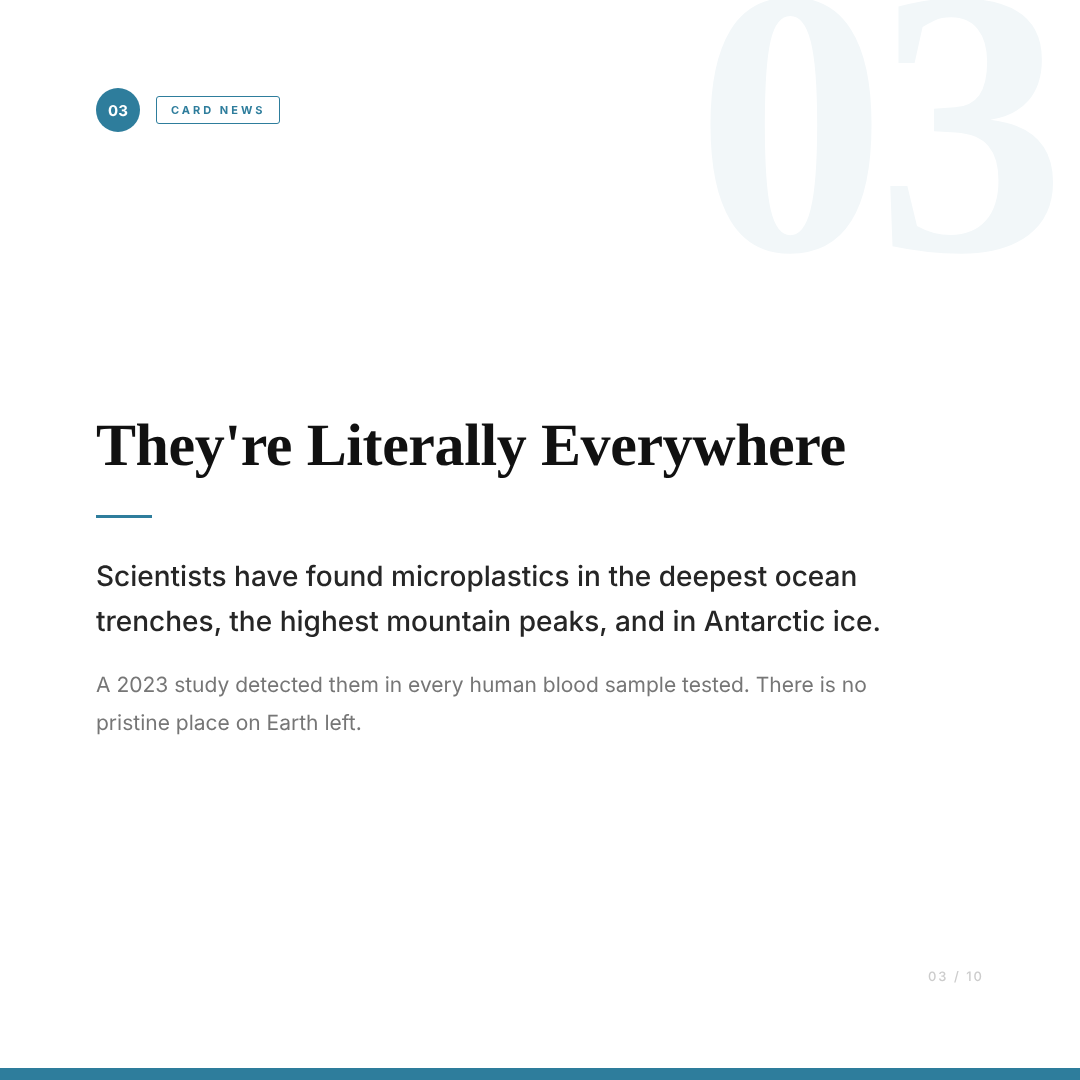 03
03
CARD NEWS
They're Literally Everywhere
Scientists have found microplastics in the deepest ocean
trenches, the highest mountain peaks, and in Antarctic ice.
A 2023 study detected them in every human blood sample tested. There is no
pristine place on Earth left.
03 / 10